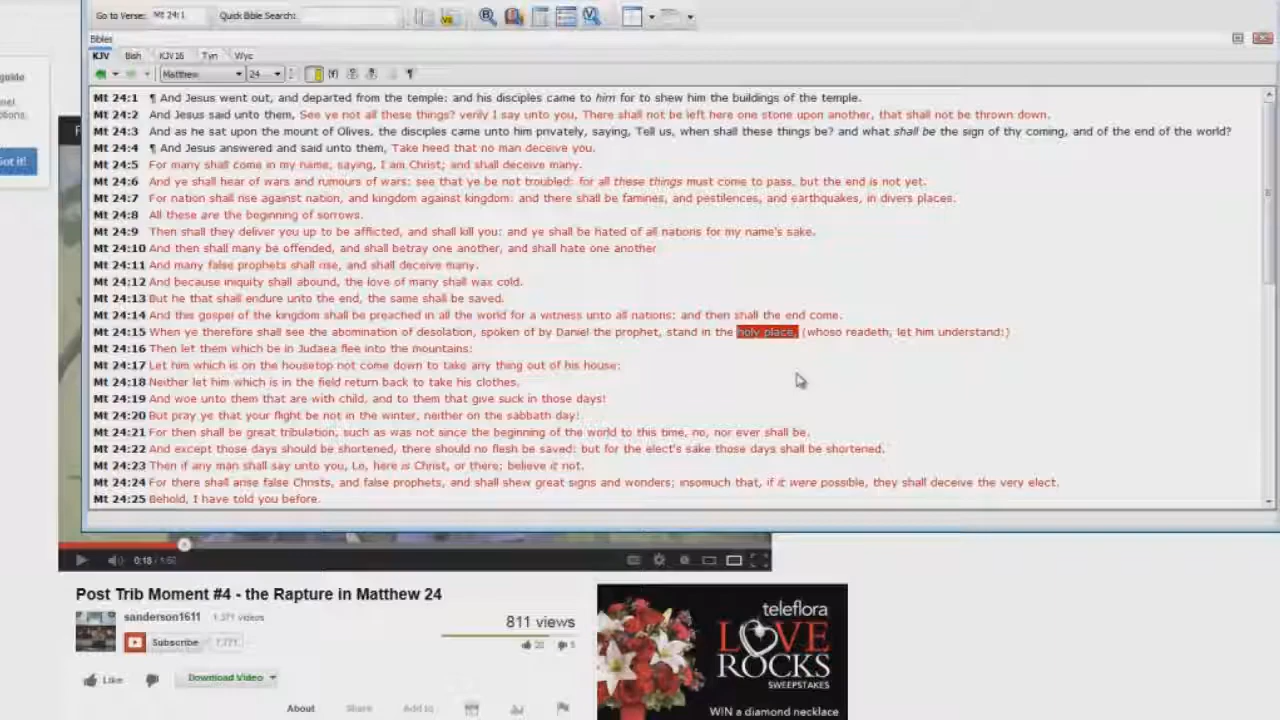 Go to Verse: Mt 24:1 Quick Bible Search:
Bibles
KJV Bish KJV16 Tyn Wyc
Matthew 24
Mt 24:1 ¶ And Jesus went out, and departed from the temple: and his disciples came to him for to shew him the buildings of the temple.
Mt 24:2 And Jesus said unto them, See ye not all these things? verily I say unto you, There shall not be left here one stone upon another, that shall not be thrown down.
Mt 24:3 And as he sat upon the mount of Olives, the disciples came unto him privately, saying, Tell us, when shall these things be? and what shall be the sign of thy coming, and of the end of the world?
Mt 24:4 ¶ And Jesus answered and said unto them, Take heed that no man deceive you.
Mt 24:5 For many shall come in my name, saying, I am Christ; and shall deceive many.
Mt 24:6 And ye shall hear of wars and rumours of wars: see that ye be not troubled: for all these things must come to pass, but the end is not yet.
Mt 24:7 For nation shall rise against nation, and kingdom against kingdom: and there shall be famines, and pestilences, and earthquakes, in divers places.
Mt 24:8 All these are the beginning of sorrows.
Mt 24:9 Then shall they deliver you up to be afflicted, and shall kill you: and ye shall be hated of all nations for my name's sake.
Mt 24:10 And then shall many be offended, and shall betray one another, and shall hate one another
Mt 24:11 And many false prophets shall rise, and shall deceive many.
Mt 24:12 And because iniquity shall abound, the love of many shall wax cold.
Mt 24:13 But he that shall endure unto the end, the same shall be saved.
Mt 24:14 And this gospel of the kingdom shall be preached in all the world for a witness unto all nations; and then shall the end come.
Mt 24:15 When ye therefore shall see the abomination of desolation, spoken of by Daniel the prophet, stand in the holy place, (whoso readeth, let him understand:)
Mt 24:16 Then let them which be in Judaea flee into the mountains:
Mt 24:17 Let him which is on the housetop not come down to take any thing out of his house:
Mt 24:18 Neither let him which is in the field return back to take his clothes.
Mt 24:19 And woe unto them that are with child, and to them that give suck in those days!
Mt 24:20 But pray ye that your flight be not in the winter, neither on the sabbath day:
Mt 24:21 For then shall be great tribulation, such as was not since the beginning of the world to this time, no, nor ever shall be.
Mt 24:22 And except those days should be shortened, there should no flesh be saved: but for the elect's sake those days shall be shortened.
Mt 24:23 Then if any man shall say unto you, Lo, here is Christ, or there; believe it not.
Mt 24:24 For there shall arise false Christs, and false prophets, and shall shew great signs and wonders; insomuch that, if it were possible, they shall deceive the very elect.
Mt 24:25 Behold, I have told you before.
guide
ot it!
0:18
Post Trib Moment #4 - the Rapture in Matthew 24
sanderson1611 1,371 videos
Subscribe 7,771
811 views
Like
Download Video
About Share Add to
teleflora
LOVE
ROCKS
SWEEPSTAKES
WIN a diamond necklace